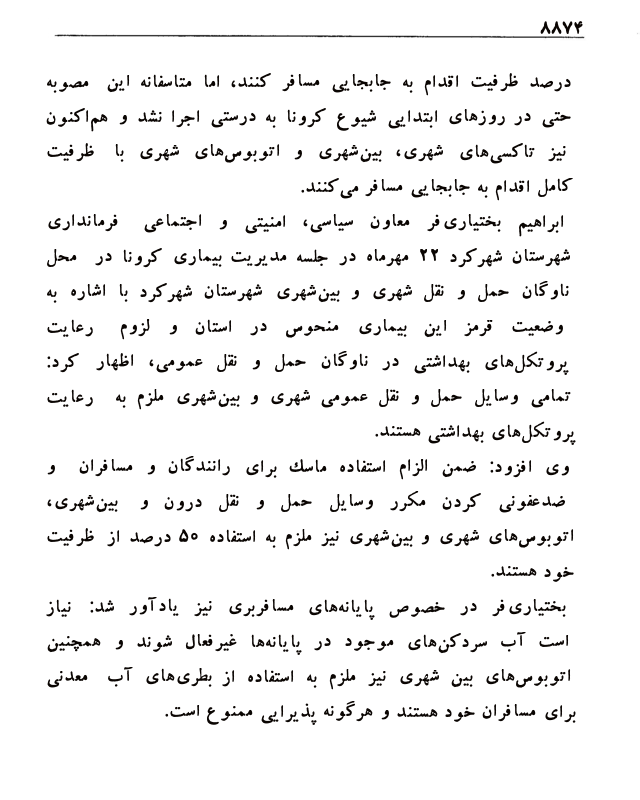 ۸۸۷۴
درصد ظرفیت اقدام به جابجایی مسافر کنند، اما متاسفانه این مصوبه
حتی در روزهای ابتدایی شیوع کرونا به درستی اجرا نشد و هم‌اکنون
نیز تاکسی‌های شهری، بین‌شهری و اتوبوس‌های شهری با ظرفیت
کامل اقدام به جابجایی مسافر می‌کنند.
ابراهیم بختیاری‌فر معاون سیاسی، امنیتی و اجتماعی فرمانداری
شهرستان شهرکرد ۲۲ مهرماه در جلسه مدیریت بیماری کرونا در محل
ناوگان حمل و نقل شهری و بین‌شهری شهرستان شهرکرد با اشاره به
وضعیت قرمز این بیماری منحوس در استان و لزوم رعایت
پروتکل‌های بهداشتی در ناوگان حمل و نقل عمومی، اظهار کرد:
تمامی وسایل حمل و نقل عمومی شهری و بین‌شهری ملزم به رعایت
پروتکل‌های بهداشتی هستند.
وی افزود: ضمن الزام استفاده ماسک برای رانندگان و مسافران و
ضدعفونی کردن مکرر وسایل حمل و نقل درون و بین‌شهری،
اتوبوس‌های شهری و بین‌شهری نیز ملزم به استفاده ۵۰ درصد از ظرفیت
خود هستند.
بختیاری‌فر در خصوص پایانه‌های مسافربری نیز یادآور شد: نیاز
است آب سردکن‌های موجود در پایانه‌ها غیرفعال شوند و همچنین
اتوبوس‌های بین شهری نیز ملزم به استفاده از بطری‌های آب معدنی
برای مسافران خود هستند و هرگونه پذیرایی ممنوع است.